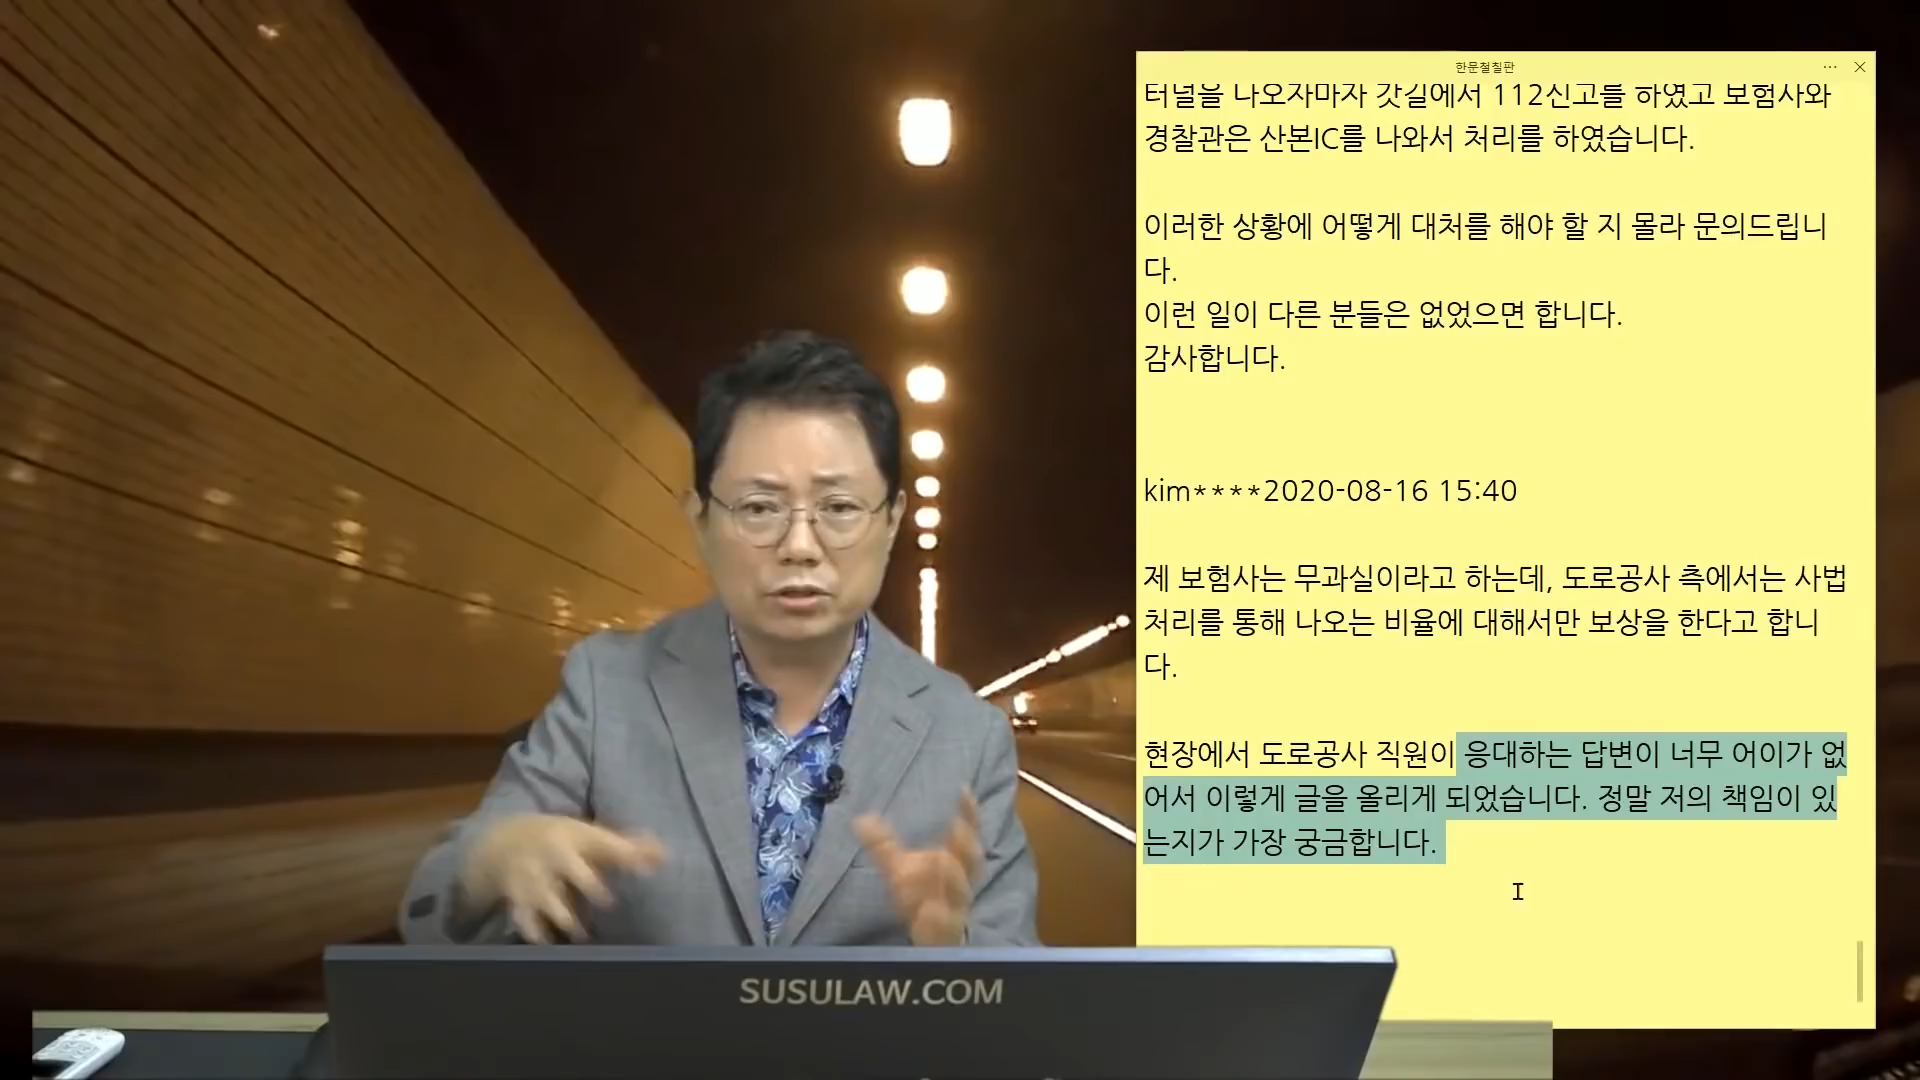 한문철칠판
터널을 나오자마자 갓길에서 112신고를 하였고 보험사와
경찰관은 산본IC를 나와서 처리를 하였습니다.
이러한 상황에 어떻게 대처를 해야 할 지 몰라 문의드립니
다.
이런 일이 다른 분들은 없었으면 합니다.
감사합니다.
kim****2020-08-16 15:40
제 보험사는 무과실이라고 하는데, 도로공사 측에서는 사법
처리를 통해 나오는 비율에 대해서만 보상을 한다고 합니
다.
현장에서 도로공사 직원이 응대하는 답변이 너무 어이가 없
어서 이렇게 글을 올리게 되었습니다. 정말 저의 책임이 있
는지가 가장 궁금합니다.
SUSULAW.COM